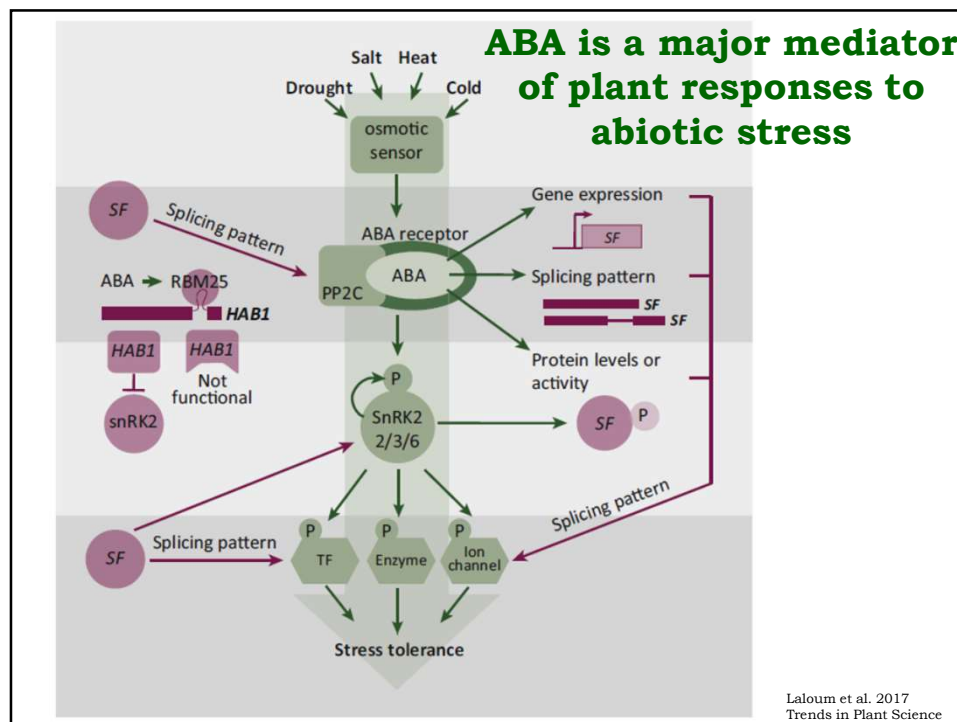 ABA is a major mediator
of plant responses to
abiotic stress
Salt Heat
Drought Cold
osmotic
sensor
SF
Splicing pattern
ABA receptor
PP2C
ABA
Gene expression
SF
Splicing pattern
SF
SF
Protein levels or
activity
ABA RBM25
HAB1
HAB1
HAB1
Not
functional
snRK2
P
SnRK2
2/3/6
SF P
Splicing pattern
SF
Splicing pattern
P
TF
P
Enzyme
P
Ion
channel
Stress tolerance
Laloum et al. 2017
Trends in Plant Science